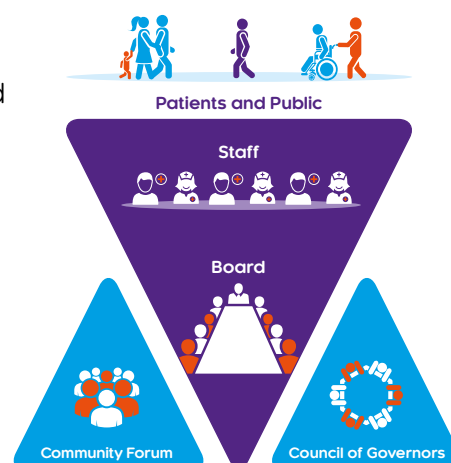 d
Patients and Public
Staff
Board
Community Forum
Council of Governors